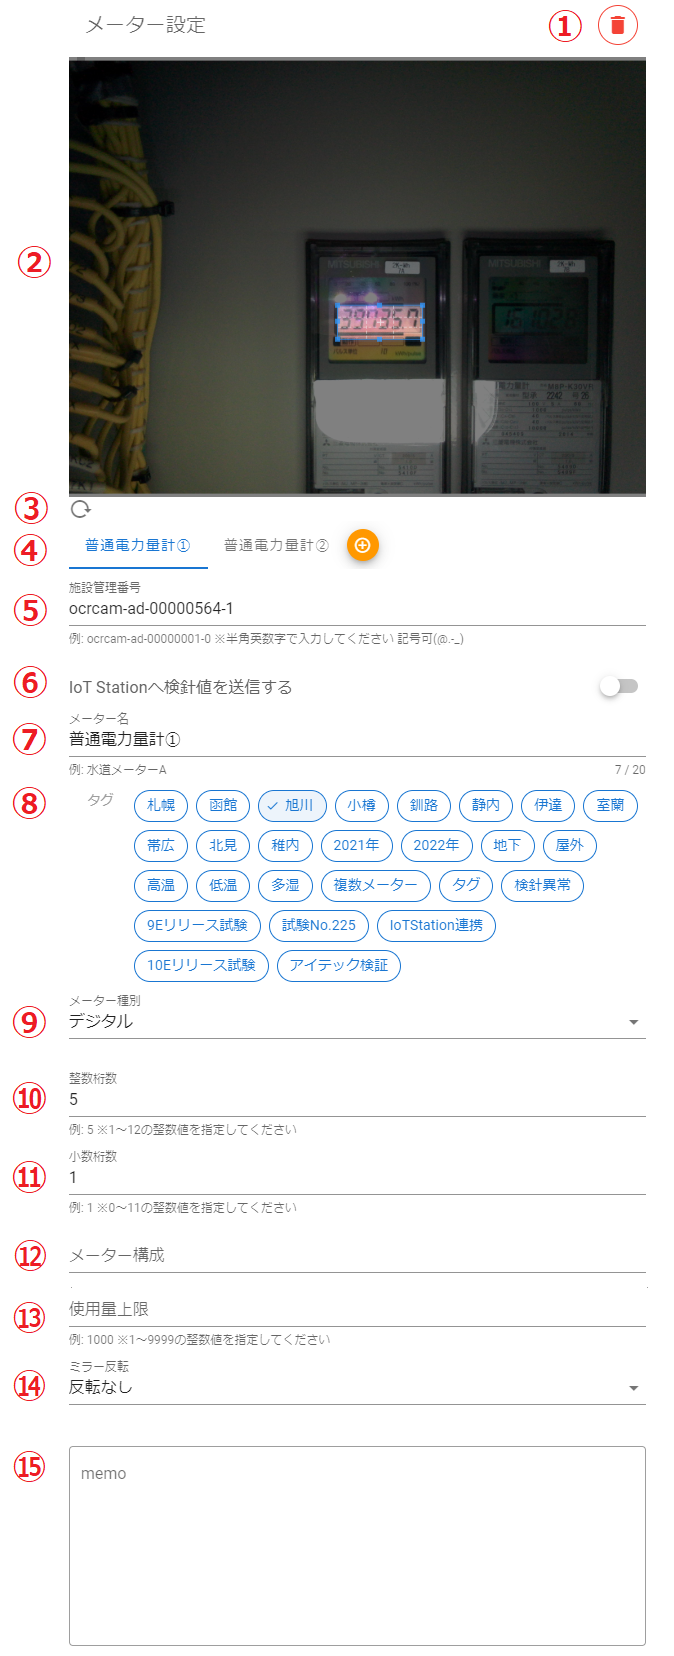 メーター設定
①
②
MITSUBISHI
MITSUBISHI
39735.7
電力量計
2242
③
④
普通電力量計①
普通電力量計②
施設管理番号
⑤
ocrcam-ad-00000564-1
例: ocrcam-ad-00000001-0 ※半角英数字で入力してください 記号可(@.-_)
⑥
IoT Stationへ検針値を送信する
メーター名
⑦
普通電力量計①
例: 水道メーターA
7 / 20
⑧
タグ
札幌 函館 旭川 小樽 釧路 静内 伊達 室蘭
帯広 北見 稚内 2021年 2022年 地下 屋外
高温 低温 多湿 複数メーター タグ 検針異常
9Eリリース試験 試験No.225 IoTStation連携
10Eリリース試験 アイテック検証
メーター種別
⑨
デジタル
整数桁数
⑩
5
例: 5 ※1～12の整数値を指定してください
小数桁数
⑪
1
例: 1 ※0～11の整数値を指定してください
⑫
メーター構成
⑬
使用量上限
例: 1000 ※1～9999の整数値を指定してください
ミラー反転
⑭
反転なし
⑮
memo